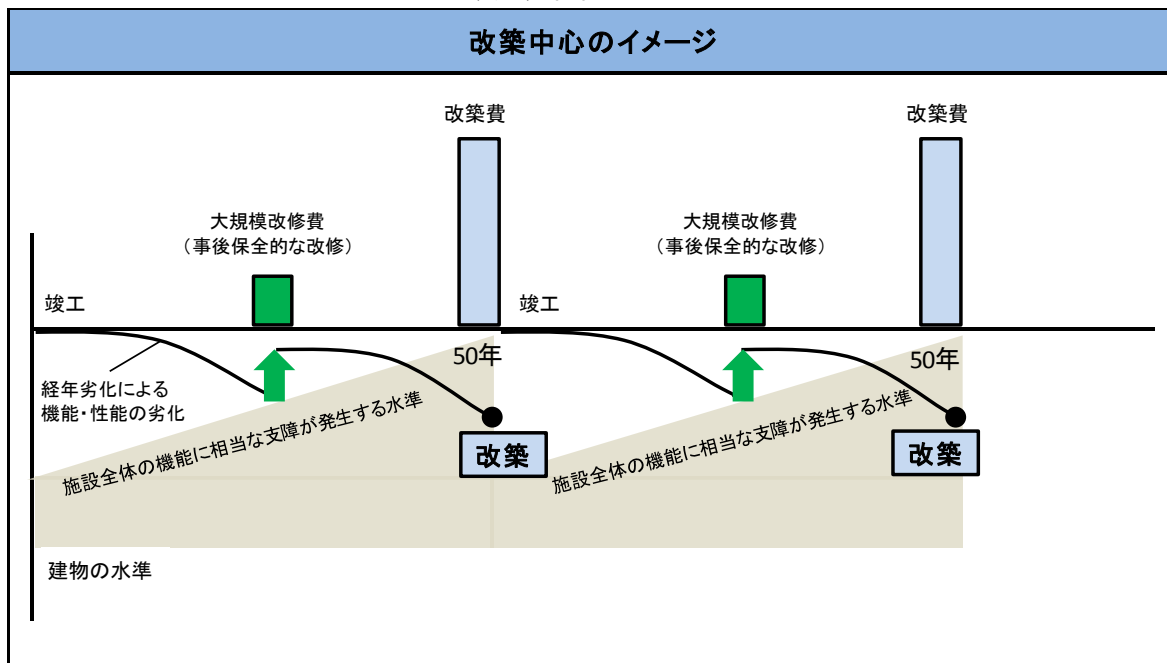 改築中心のイメージ
改築費
改築費
大規模改修費
（事後保全的な改修）
大規模改修費
（事後保全的な改修）
竣工
竣工
50年
50年
経年劣化による
機能・性能の劣化
施設全体の機能に相当な支障が発生する水準
施設全体の機能に相当な支障が発生する水準
改築
改築
建物の水準